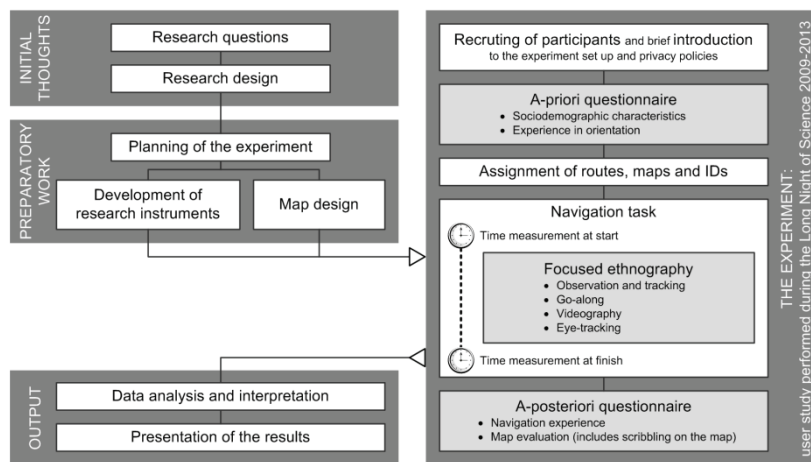 INITIAL
THOUGHTS
Research questions
Research design
PREPARATORY
WORK
Planning of the experiment
Development of
research instruments
Map design
OUTPUT
Data analysis and interpretation
Presentation of the results
Recruting of participants and brief introduction
to the experiment set up and privacy policies
A-priori questionnaire
• Sociodemographic characteristics
• Experience in orientation
Assignment of routes, maps and IDs
Navigation task
Time measurement at start
Focused ethnography
• Observation and tracking
• Go-along
• Videography
• Eye-tracking
Time measurement at finish
A-posteriori questionnaire
• Navigation experience
• Map evaluation (includes scribbling on the map)
THE EXPERIMENT:
user study performed during the Long Night of Science 2009-2013